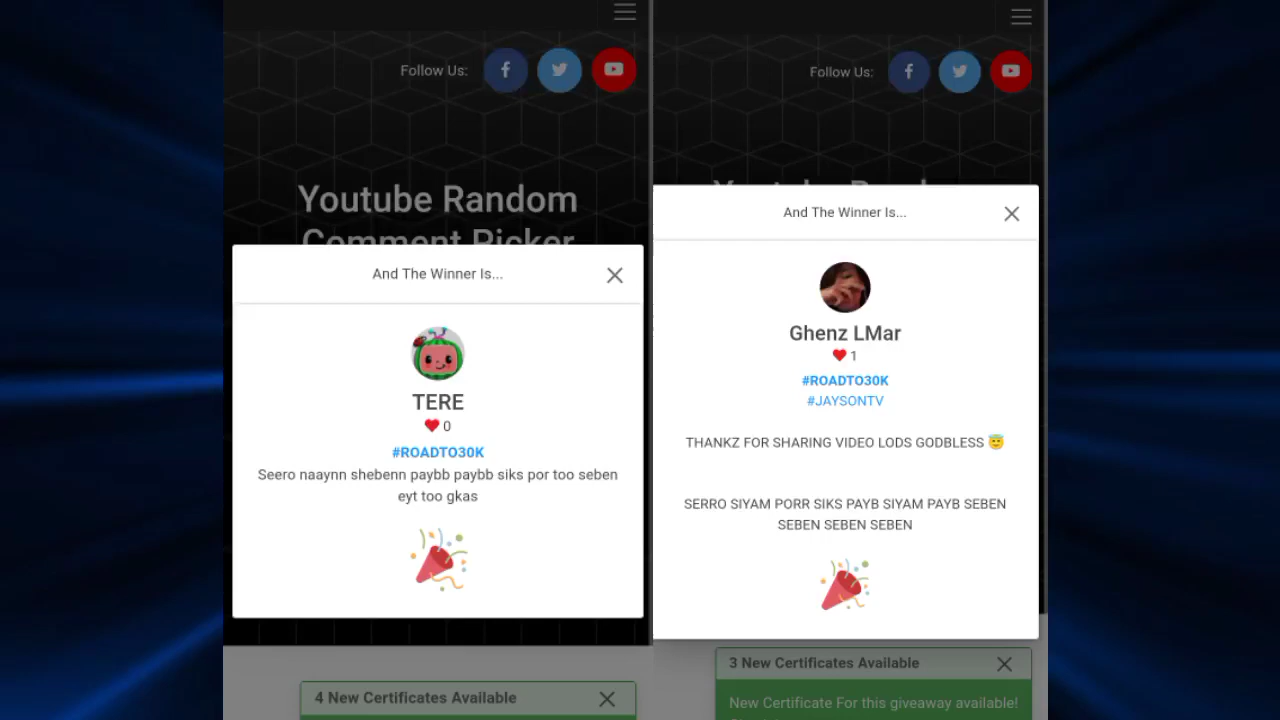 Follow Us:
Youtube Random
Comment Picker
And The Winner Is...
TERE
0
#ROADTO30K
Seero naaynn shebenn paybb paybb siks por too seben
eyt too gkas
4 New Certificates Available
Follow Us:
And The Winner Is...
Ghenz LMar
1
#ROADTO30K
#JAYSONTV
THANKZ FOR SHARING VIDEO LODS GODBLESS 😇
SERRO SIYAM PORR SIKS PAYB SIYAM PAYB SEBEN
SEBEN SEBEN SEBEN
3 New Certificates Available
New Certificate For this giveaway available!